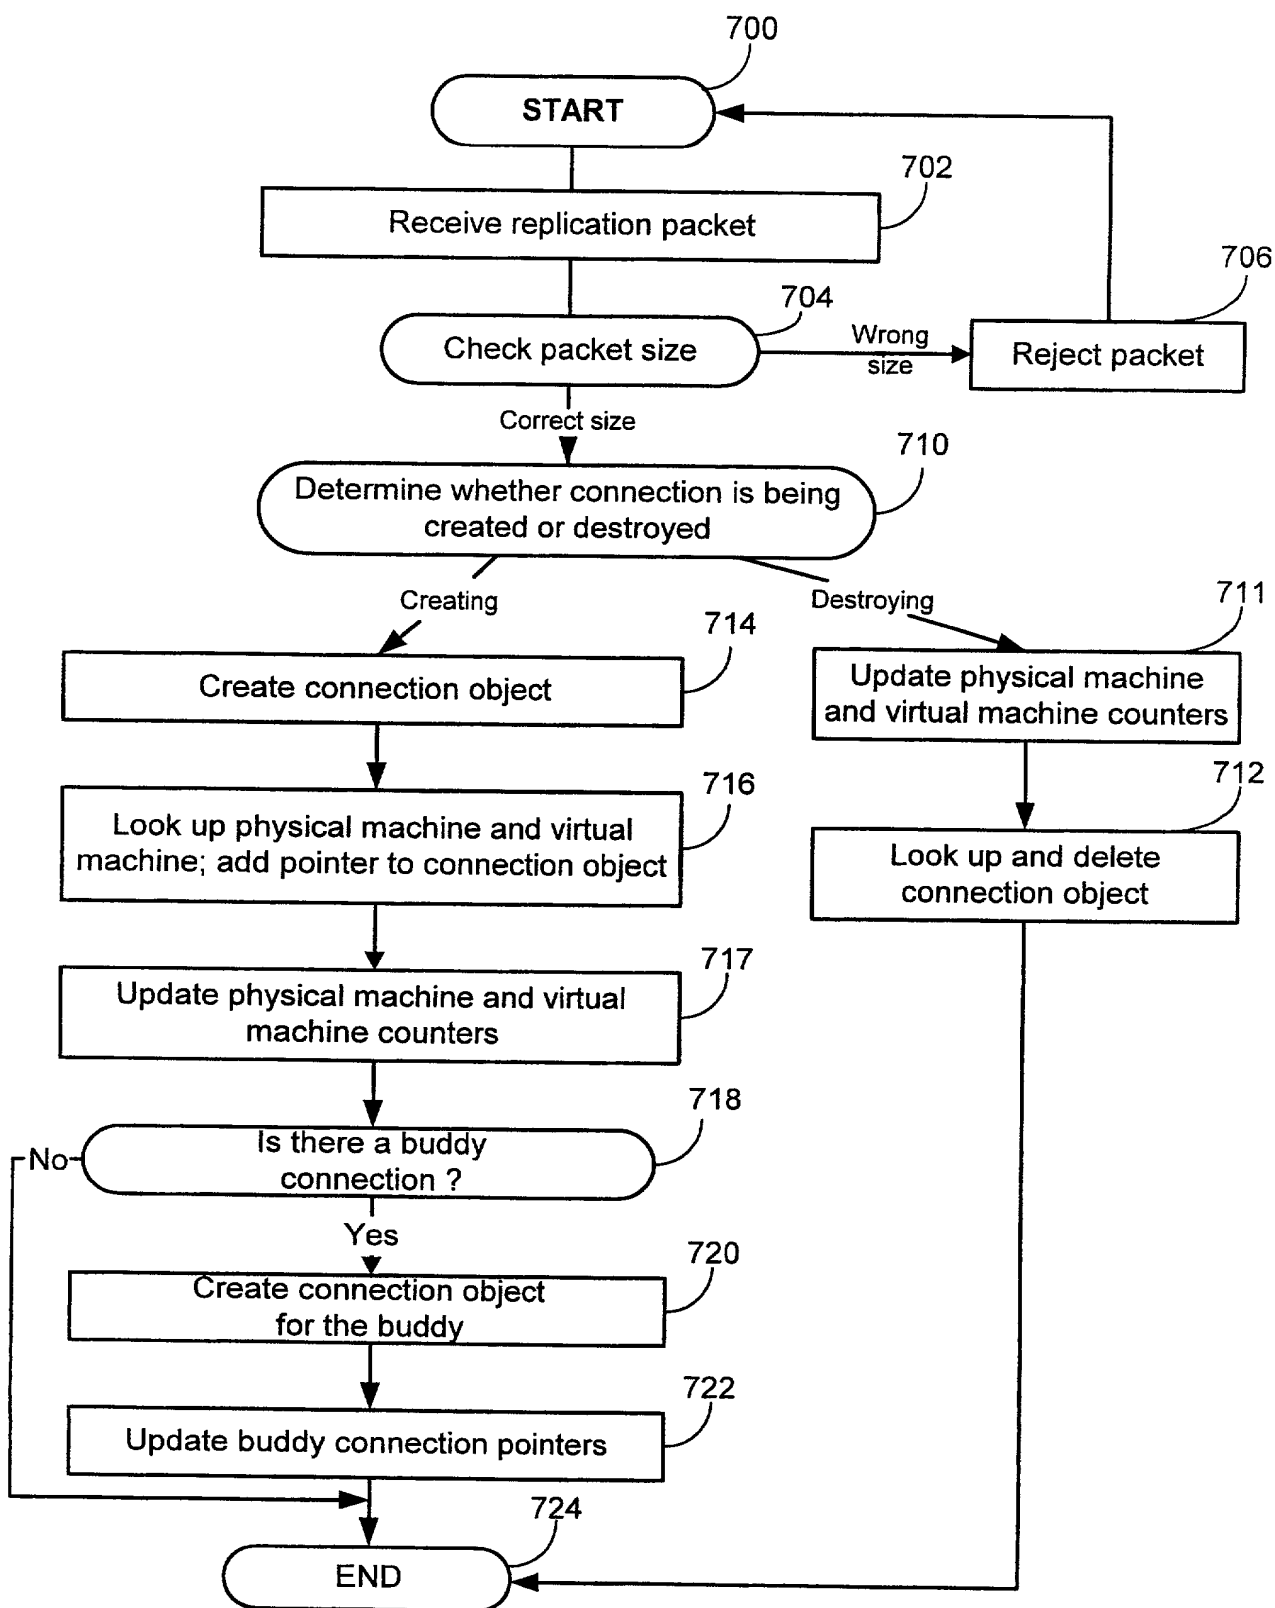 700
START
702
Receive replication packet
706
704
Check packet size
Wrong
size
Reject packet
Correct size
710
Determine whether connection is being
created or destroyed
Creating
Destroying
711
714
Create connection object
Update physical machine
and virtual machine counters
712
716
Look up physical machine and virtual
machine; add pointer to connection object
Look up and delete
connection object
717
Update physical machine and virtual
machine counters
718
Is there a buddy
connection ?
No
Yes
720
Create connection object
for the buddy
722
Update buddy connection pointers
724
END